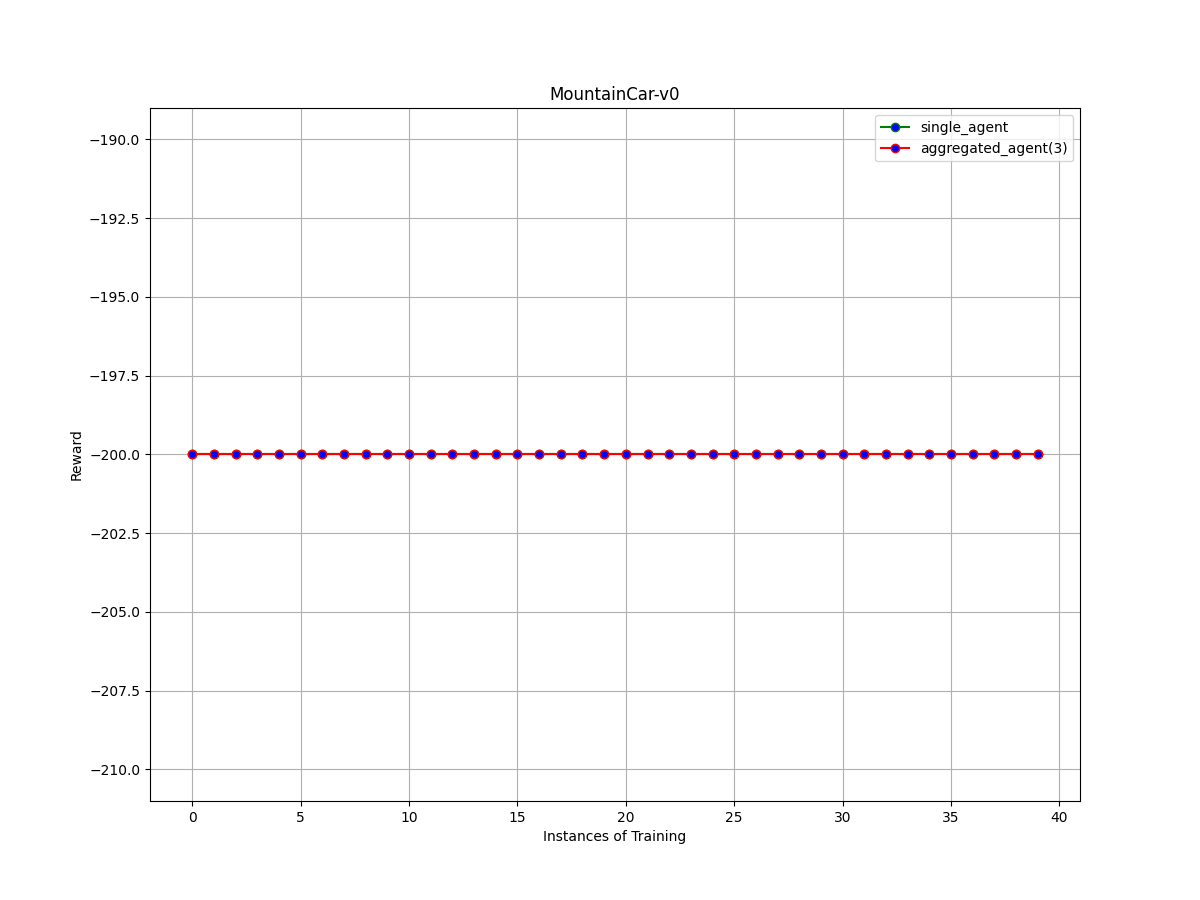 MountainCar-v0
single_agent
aggregated_agent(3)
−190.0
−192.5
−195.0
−197.5
−200.0
−202.5
−205.0
−207.5
−210.0
Reward
0 5 10 15 20 25 30 35 40
Instances of Training